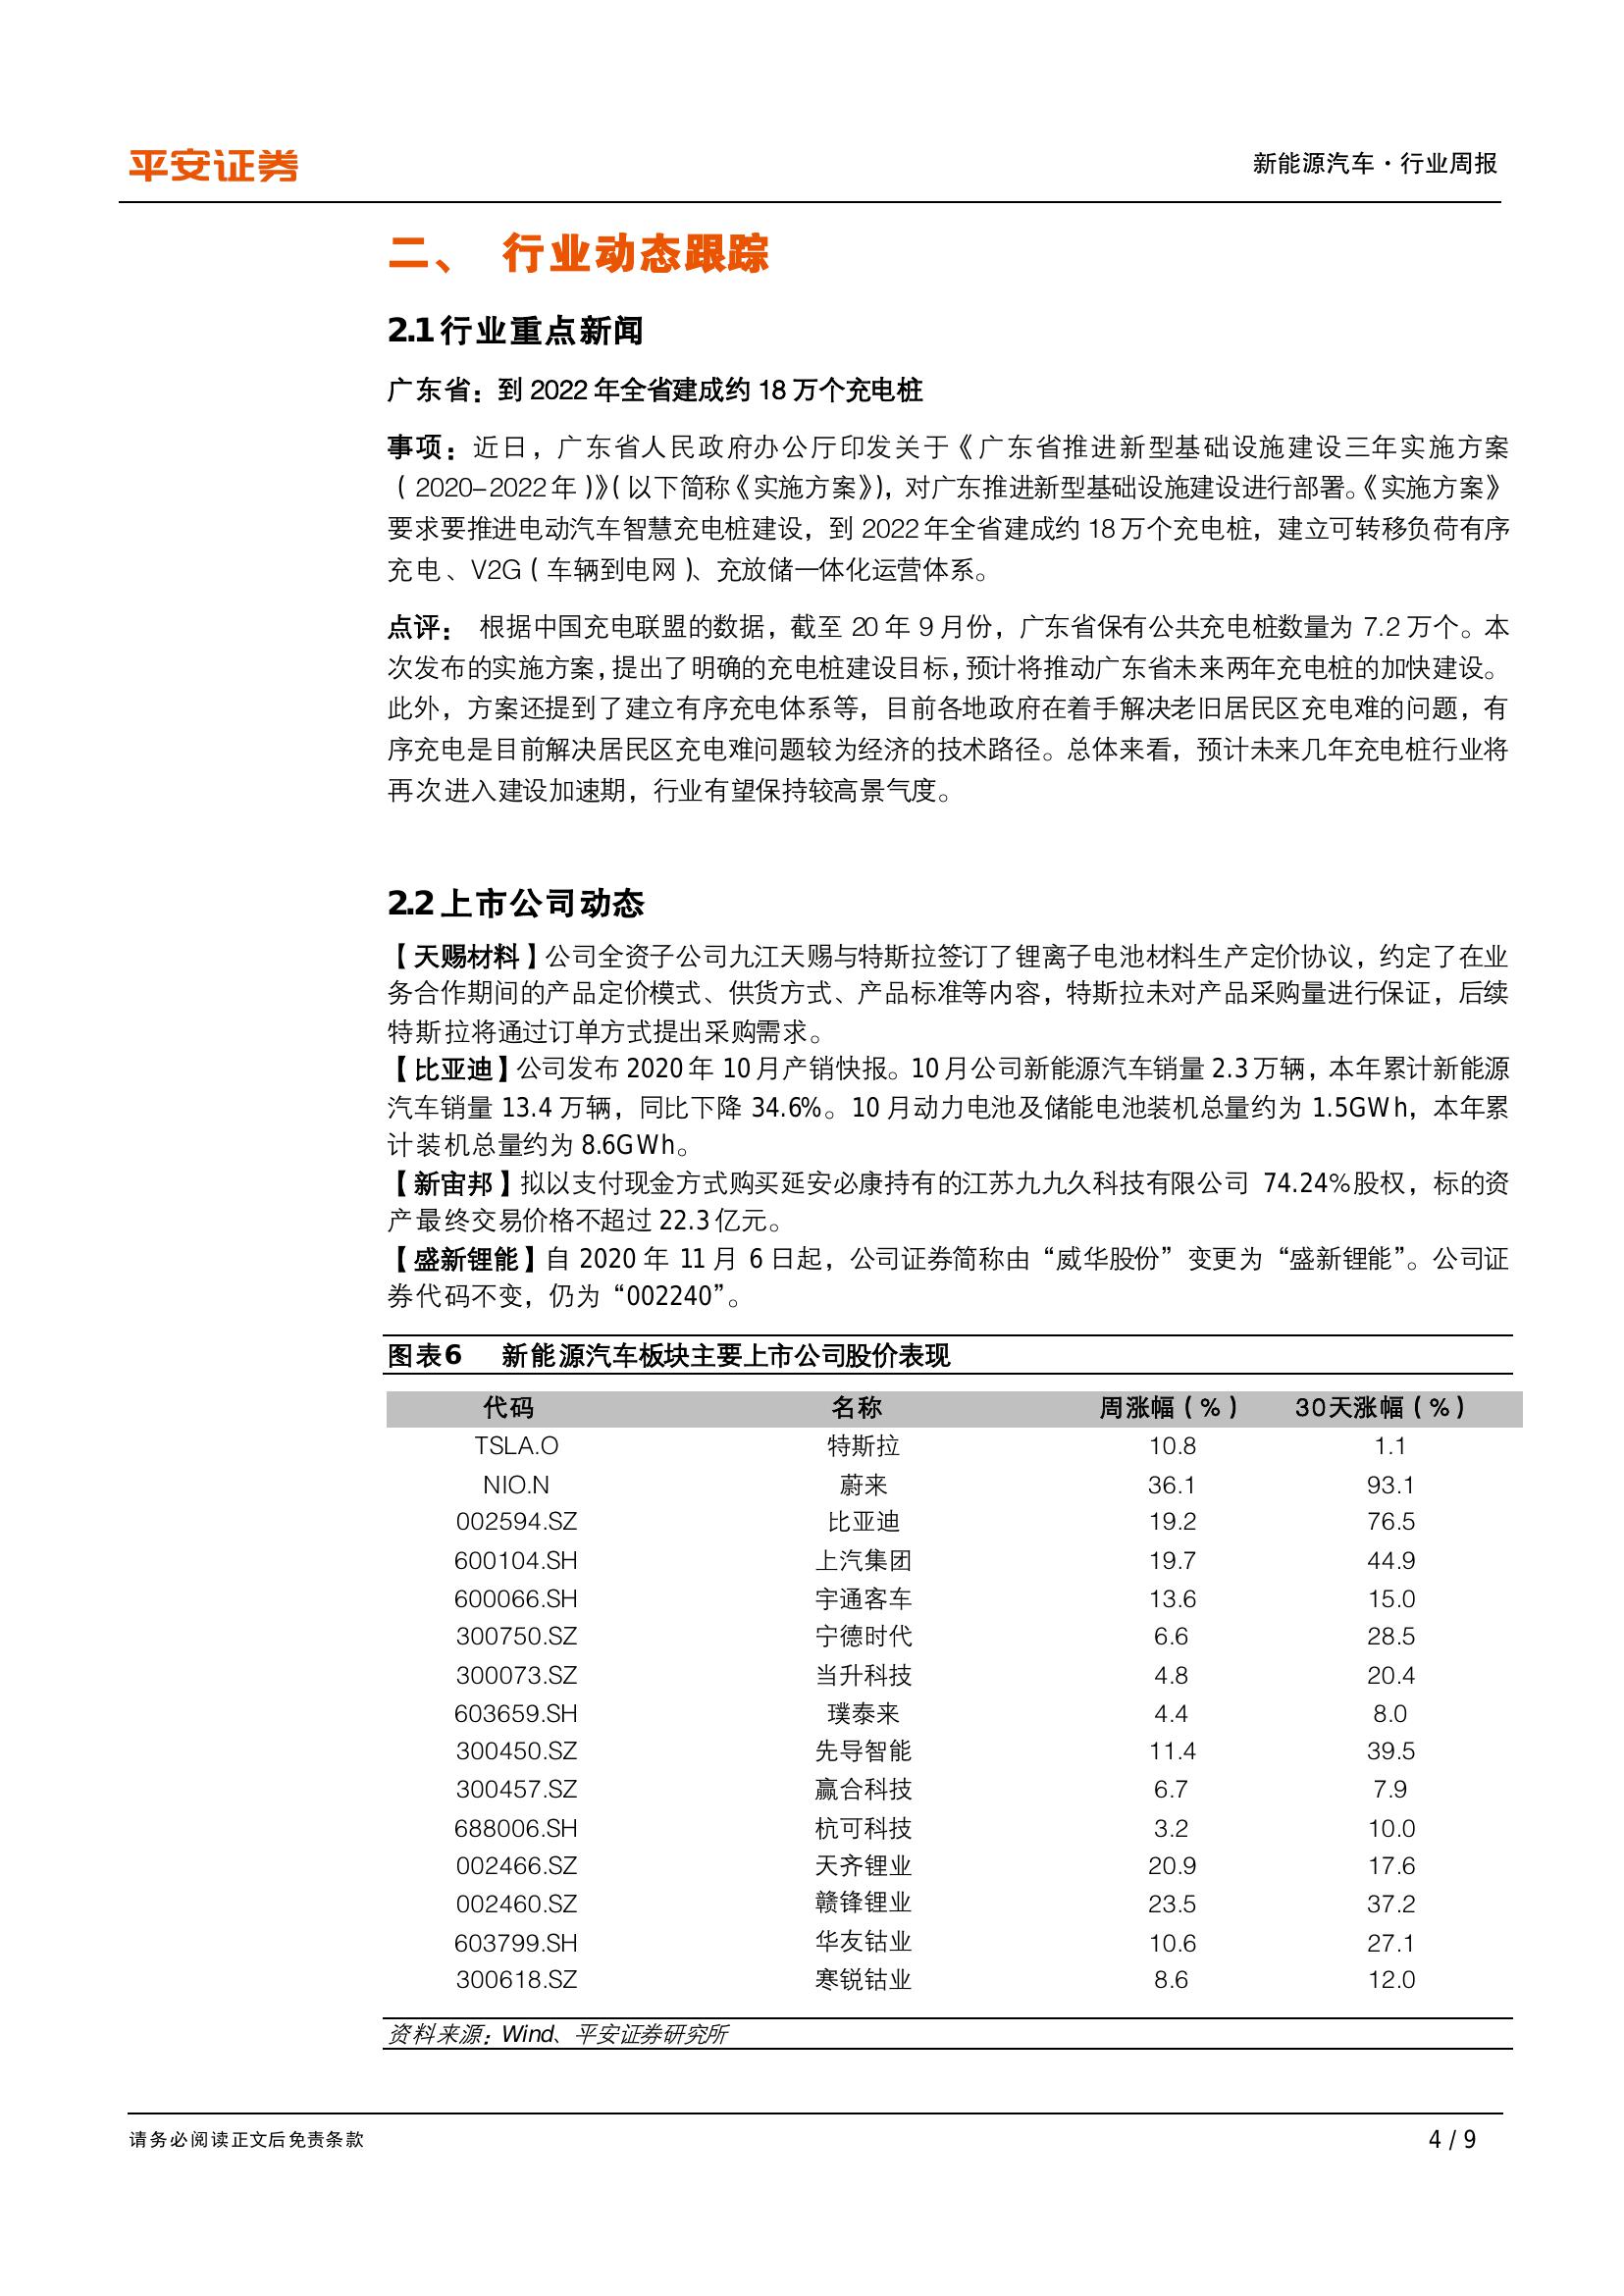 平安证券
新能源汽车·行业周报
二、 行业动态跟踪
2.1行业重点新闻
广东省：到 2022 年全省建成约 18 万个充电桩
事项：近日，广东省人民政府办公厅印发关于《广东省推进新型基础设施建设三年实施方案
（2020–2022年）》（以下简称《实施方案》），对广东推进新型基础设施建设进行部署。《实施方案》
要求要推进电动汽车智慧充电桩建设，到 2022年全省建成约 18万个充电桩，建立可转移负荷有序
充电、V2G（车辆到电网）、充放储一体化运营体系。
点评： 根据中国充电联盟的数据，截至 20 年 9 月份，广东省保有公共充电桩数量为 7.2 万个。本
次发布的实施方案，提出了明确的充电桩建设目标，预计将推动广东省未来两年充电桩的加快建设。
此外，方案还提到了建立有序充电体系等，目前各地政府在着手解决老旧居民区充电难的问题，有
序充电是目前解决居民区充电难问题较为经济的技术路径。总体来看，预计未来几年充电桩行业将
再次进入建设加速期，行业有望保持较高景气度。
2.2上市公司动态
【天赐材料】公司全资子公司九江天赐与特斯拉签订了锂离子电池材料生产定价协议，约定了在业
务合作期间的产品定价模式、供货方式、产品标准等内容，特斯拉未对产品采购量进行保证，后续
特斯拉将通过订单方式提出采购需求。
【比亚迪】公司发布 2020年 10月产销快报。10月公司新能源汽车销量 2.3万辆，本年累计新能源
汽车销量 13.4 万辆，同比下降 34.6%。10 月动力电池及储能电池装机总量约为 1.5GWh，本年累
计装机总量约为 8.6GWh。
【新宙邦】拟以支付现金方式购买延安必康持有的江苏九九久科技有限公司 74.24%股权，标的资
产最终交易价格不超过 22.3亿元。
【盛新锂能】自 2020 年 11 月 6 日起，公司证券简称由“威华股份”变更为“盛新锂能”。公司证
券代码不变，仍为“002240”。
图表6 新能源汽车板块主要上市公司股价表现
代码 名称 周涨幅（%） 30天涨幅（%）
TSLA.O 特斯拉 10.8 1.1
NIO.N 蔚来 36.1 93.1
002594.SZ 比亚迪 19.2 76.5
600104.SH 上汽集团 19.7 44.9
600066.SH 宇通客车 13.6 15.0
300750.SZ 宁德时代 6.6 28.5
300073.SZ 当升科技 4.8 20.4
603659.SH 璞泰来 4.4 8.0
300450.SZ 先导智能 11.4 39.5
300457.SZ 赢合科技 6.7 7.9
688006.SH 杭可科技 3.2 10.0
002466.SZ 天齐锂业 20.9 17.6
002460.SZ 赣锋锂业 23.5 37.2
603799.SH 华友钴业 10.6 27.1
300618.SZ 寒锐钴业 8.6 12.0
资料来源：Wind、平安证券研究所
请务必阅读正文后免责条款
4 / 9